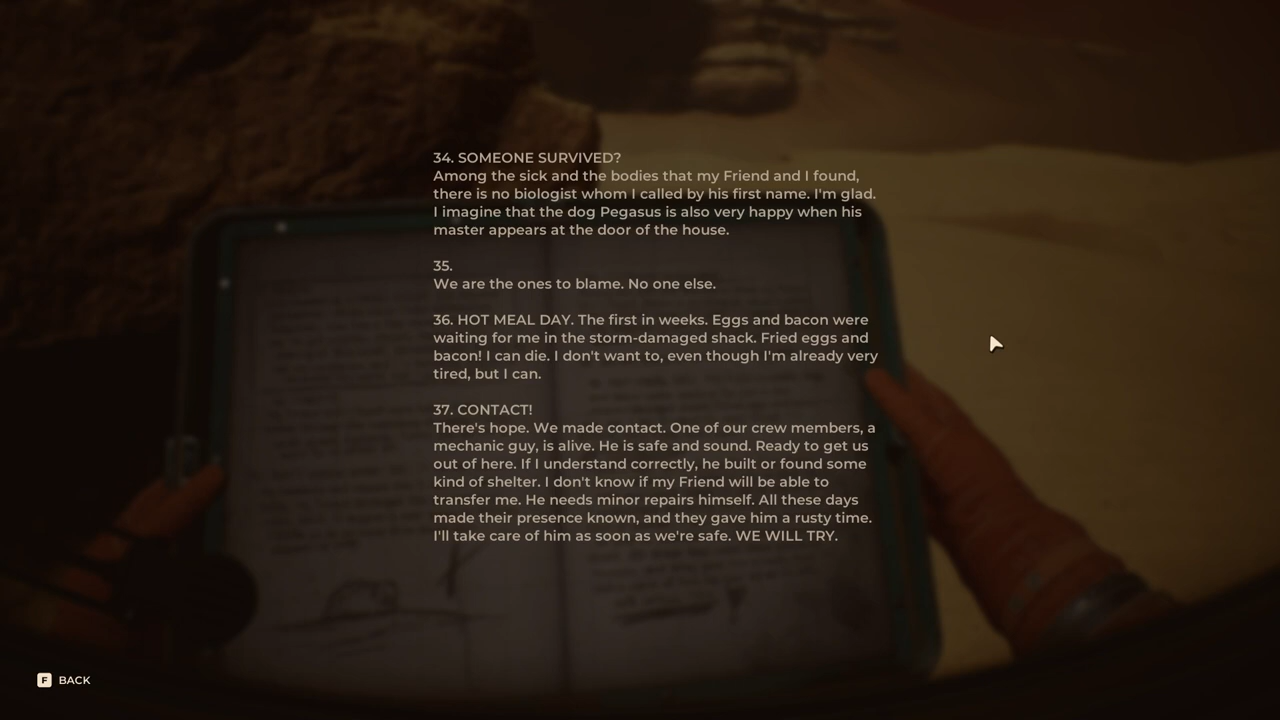 34. SOMEONE SURVIVED?
Among the sick and the bodies that my Friend and I found,
there is no biologist whom I called by his first name. I'm glad.
I imagine that the dog Pegasus is also very happy when his
master appears at the door of the house.
35.
We are the ones to blame. No one else.
36. HOT MEAL DAY. The first in weeks. Eggs and bacon were
waiting for me in the storm-damaged shack. Fried eggs and
bacon! I can die. I don't want to, even though I'm already very
tired, but I can.
37. CONTACT!
There's hope. We made contact. One of our crew members, a
mechanic guy, is alive. He is safe and sound. Ready to get us
out of here. If I understand correctly, he built or found some
kind of shelter. I don't know if my Friend will be able to
transfer me. He needs minor repairs himself. All these days
made their presence known, and they gave him a rusty time.
I'll take care of him as soon as we're safe. WE WILL TRY.
F BACK